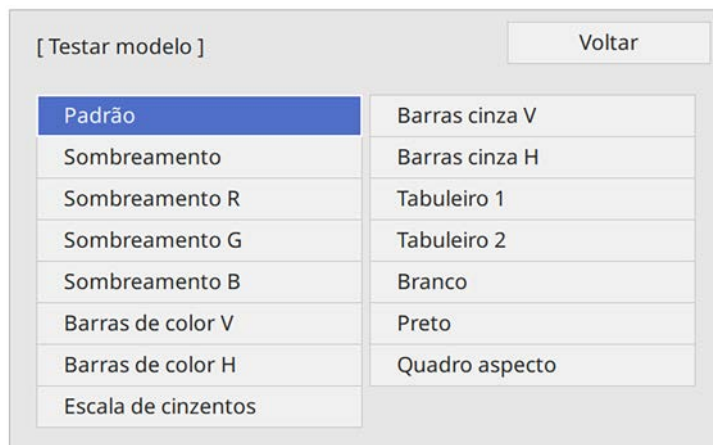 [ Testar modelo ]
Voltar
Padrão
Sombreamento
Sombreamento R
Sombreamento G
Sombreamento B
Barras de color V
Barras de color H
Escala de cinzentos
Barras cinza V
Barras cinza H
Tabuleiro 1
Tabuleiro 2
Branco
Preto
Quadro aspecto